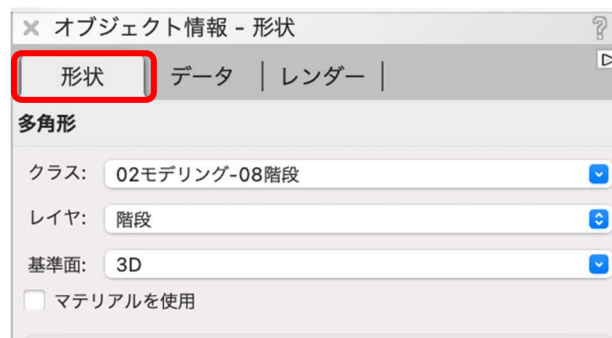 × オブジェクト情報 - 形状 ?
形状 データ レンダー
多角形
クラス: 02モデリング-08階段
レイヤ: 階段
基準面: 3D
マテリアルを使用